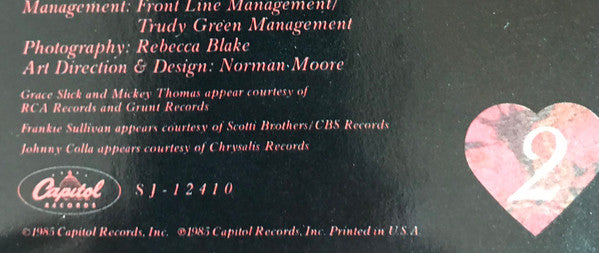 Management: Front Line Management/
Trudy Green Management
Photography: Rebecca Blake
Art Direction & Design: Norman Moore
Grace Slick and Mickey Thomas appear courtesy of
RCA Records and Grunt Records
Frankie Sullivan appears courtesy of Scotti Brothers/CBS Records
Johnny Colla appears courtesy of Chrysalis Records
2
Capitol
RECORDS
SJ-12410
©1985 Capitol Records, Inc. ℗1985 Capitol Records, Inc. Printed in U.S.A.